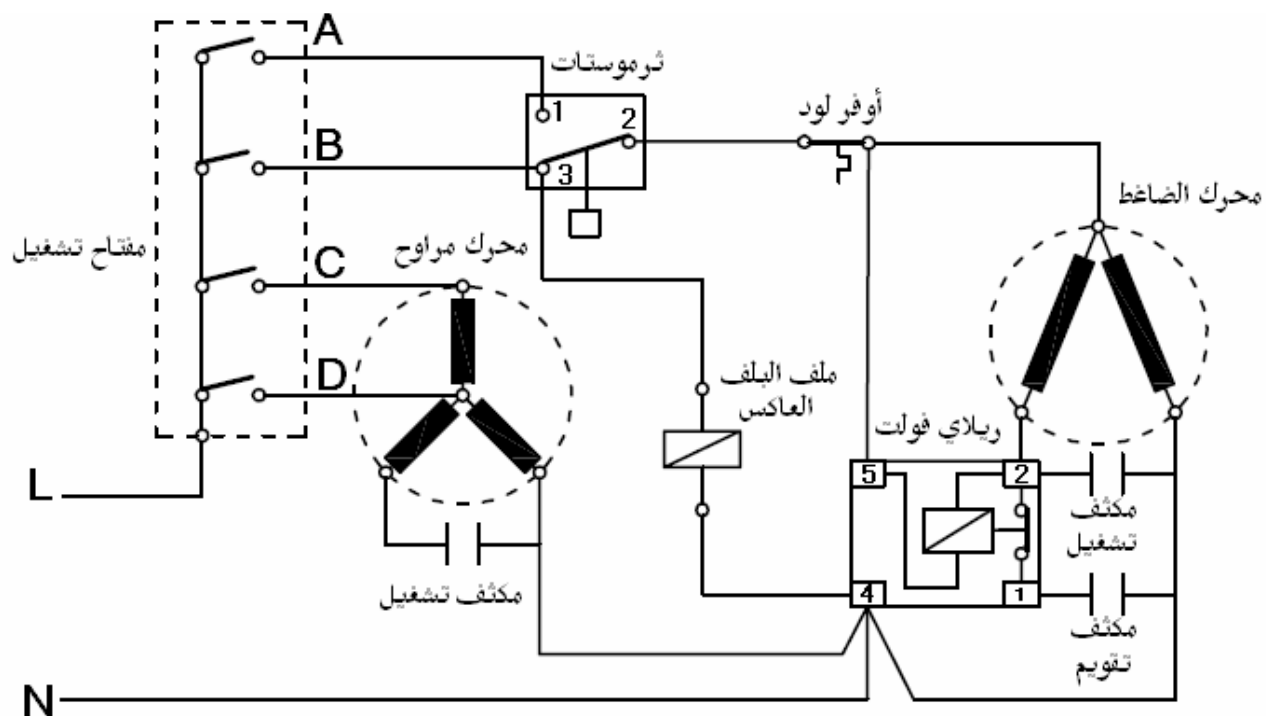 A
ثرموستات
1
2
أوفر لود
B
3
محرك الضاغط
مفتاح تشغيل
C
محرك مراوح
D
ملف البلف
العاكس
ريلاي فولت
L
5
2
مكثف
تشغيل
مكثف تشغيل
4
1
مكثف
تقويم
N